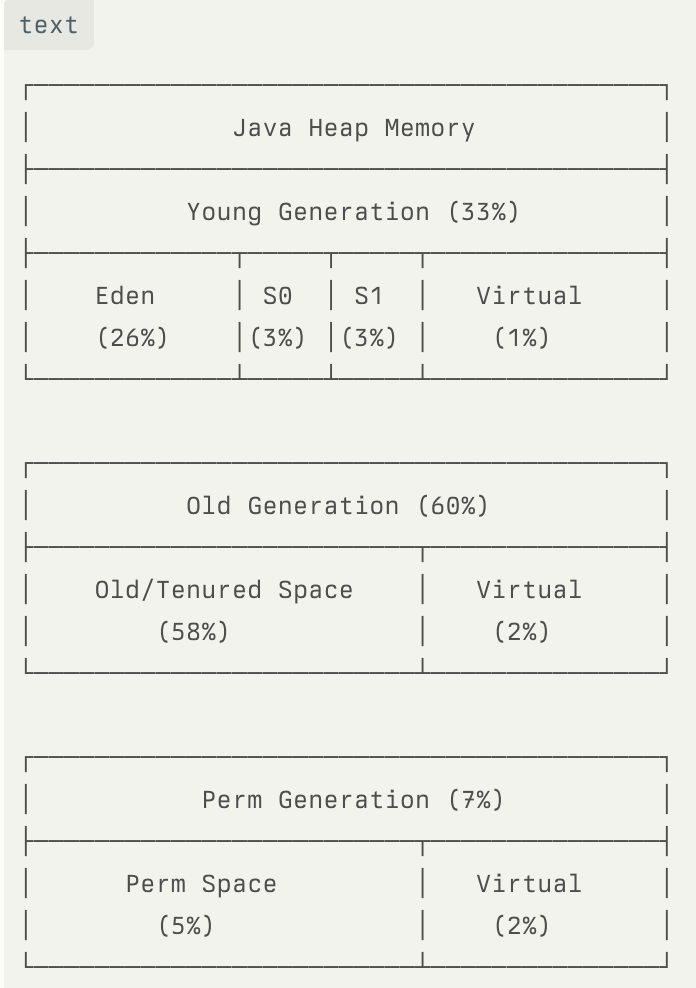 text
Java Heap Memory
Young Generation (33%)
Eden S0 S1 Virtual
(26%) (3%) (3%) (1%)
Old Generation (60%)
Old/Tenured Space Virtual
(58%) (2%)
Perm Generation (7%)
Perm Space Virtual
(5%) (2%)